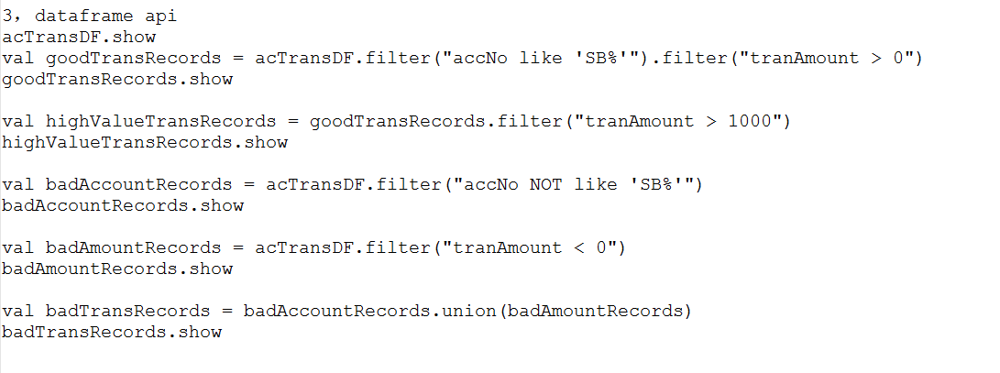 3, dataframe api
acTransDF.show
val goodTransRecords = acTransDF.filter("accNo like 'SB%'").filter("tranAmount > 0")
goodTransRecords.show
val highValueTransRecords = goodTransRecords.filter("tranAmount > 1000")
highValueTransRecords.show
val badAccountRecords = acTransDF.filter("accNo NOT like 'SB%'")
badAccountRecords.show
val badAmountRecords = acTransDF.filter("tranAmount < 0")
badAmountRecords.show
val badTransRecords = badAccountRecords.union(badAmountRecords)
badTransRecords.show